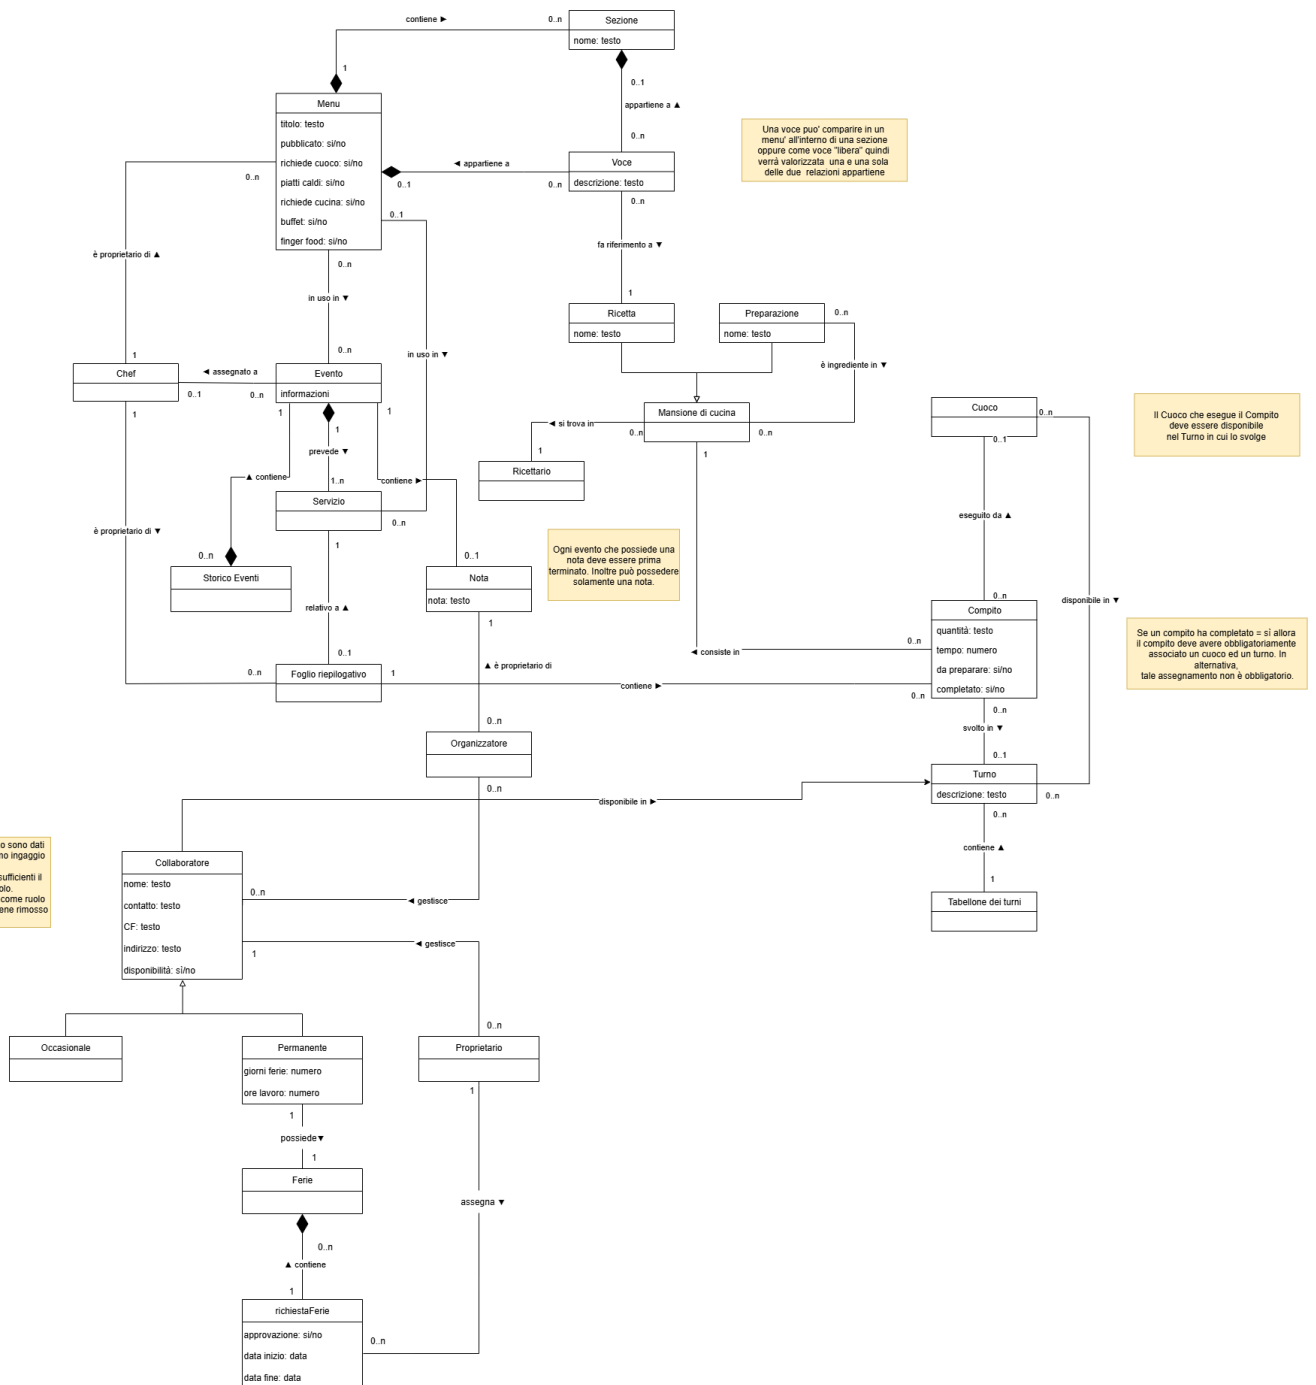 contiene ►
0..n
Sezione
nome: testo
1
0..1
appartiene a ▲
0..n
Menu
titolo: testo
pubblicato: si/no
richiede cuoco: si/no
piatti caldi: si/no
richiede cucina: si/no
buffet: si/no
finger food: si/no
Una voce puo' comparire in un
menu' all'interno di una sezione
oppure come voce "libera" quindi
verrà valorizzata una e una sola
delle due relazioni appartiene
◄ appartiene a
0..1
0..n
Voce
descrizione: testo
0..n
0..n
0..1
fa riferimento a ▼
1
è proprietario di ▲
0..n
in uso in ▼
0..n
in uso in ▼
Ricetta
nome: testo
Preparazione
nome: testo
0..n
è ingrediente in ▼
1
Chef
◄ assegnato a
0..1
0..n
Evento
informazioni
1
1
1
1
prevede ▼
1..n
▲ contiene
contiene ►
Mansione di cucina
◄ si trova in
0..n
0..n
1
1
Ricettario
Cuoco
0..n
0..1
Il Cuoco che esegue il Compito
deve essere disponibile
nel Turno in cui lo svolge
Servizio
0..n
1
è proprietario di ▼
eseguito da ▲
0..n
Storico Eventi
0..1
Nota
nota: testo
1
Ogni evento che possiede una
nota deve essere prima
terminato. Inoltre può possedere
solamente una nota.
relativo a ▲
0..1
0..n
Compito
quantità: testo
tempo: numero
da preparare: si/no
completato: si/no
disponibile in ▼
Se un compito ha completato = sì allora
il compito deve avere obbligatoriamente
associato un cuoco ed un turno. In
alternativa,
tale assegnamento non è obbligatorio.
◄ consiste in
0..n
▲ è proprietario di
0..n
Foglio riepilogativo
1
contiene ►
0..n
0..n
svolto in ▼
0..1
0..n
Organizzatore
0..n
Turno
descrizione: testo
0..n
0..n
disponibile in ►
contiene ▲
1
Tabellone dei turni
o sono dati
no ingaggio
sufficienti il
olo.
come ruolo
ene rimosso
Collaboratore
nome: testo
contatto: testo
CF: testo
indirizzo: testo
disponibilità: sì/no
0..n
◄ gestisce
1
◄ gestisce
0..n
Occasionale
Permanente
giorni ferie: numero
ore lavoro: numero
Proprietario
1
1
possiede▼
1
Ferie
assegna ▼
0..n
▲ contiene
1
richiestaFerie
approvazione: si/no
data inizio: data
data fine: data
0..n